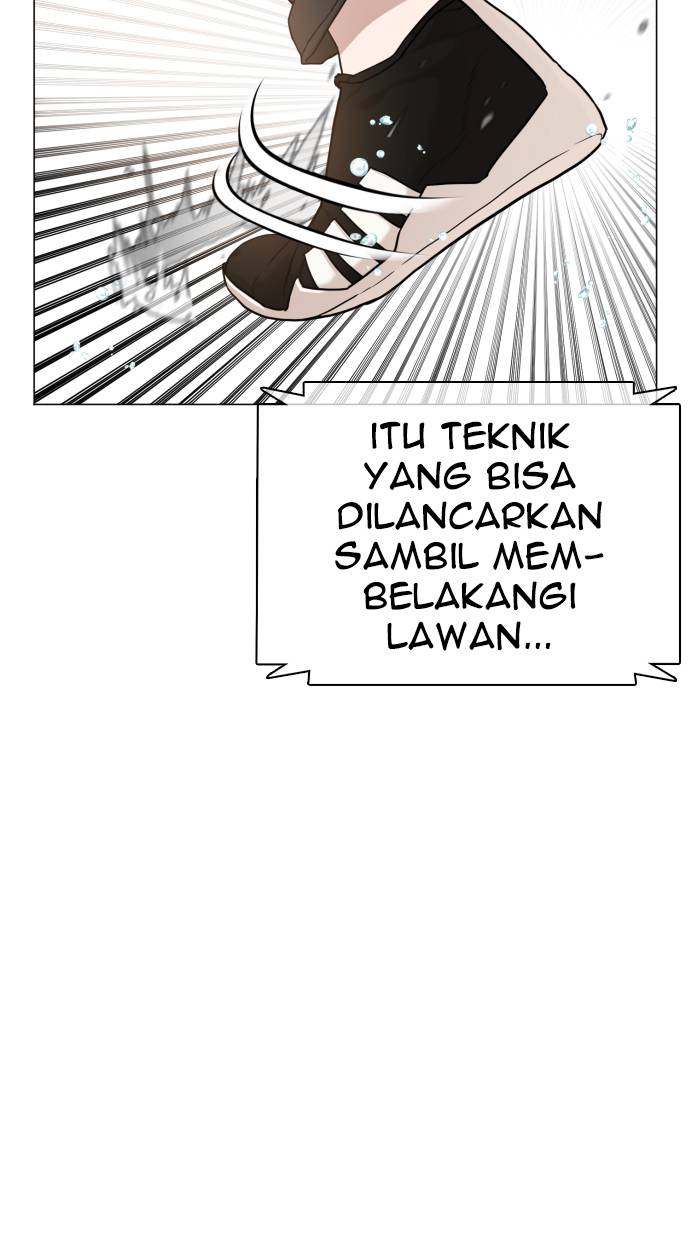 ITU TEKNIK
YANG BISA
DILANCARKAN
SAMBIL MEM-
BELAKANGI
LAWAN...